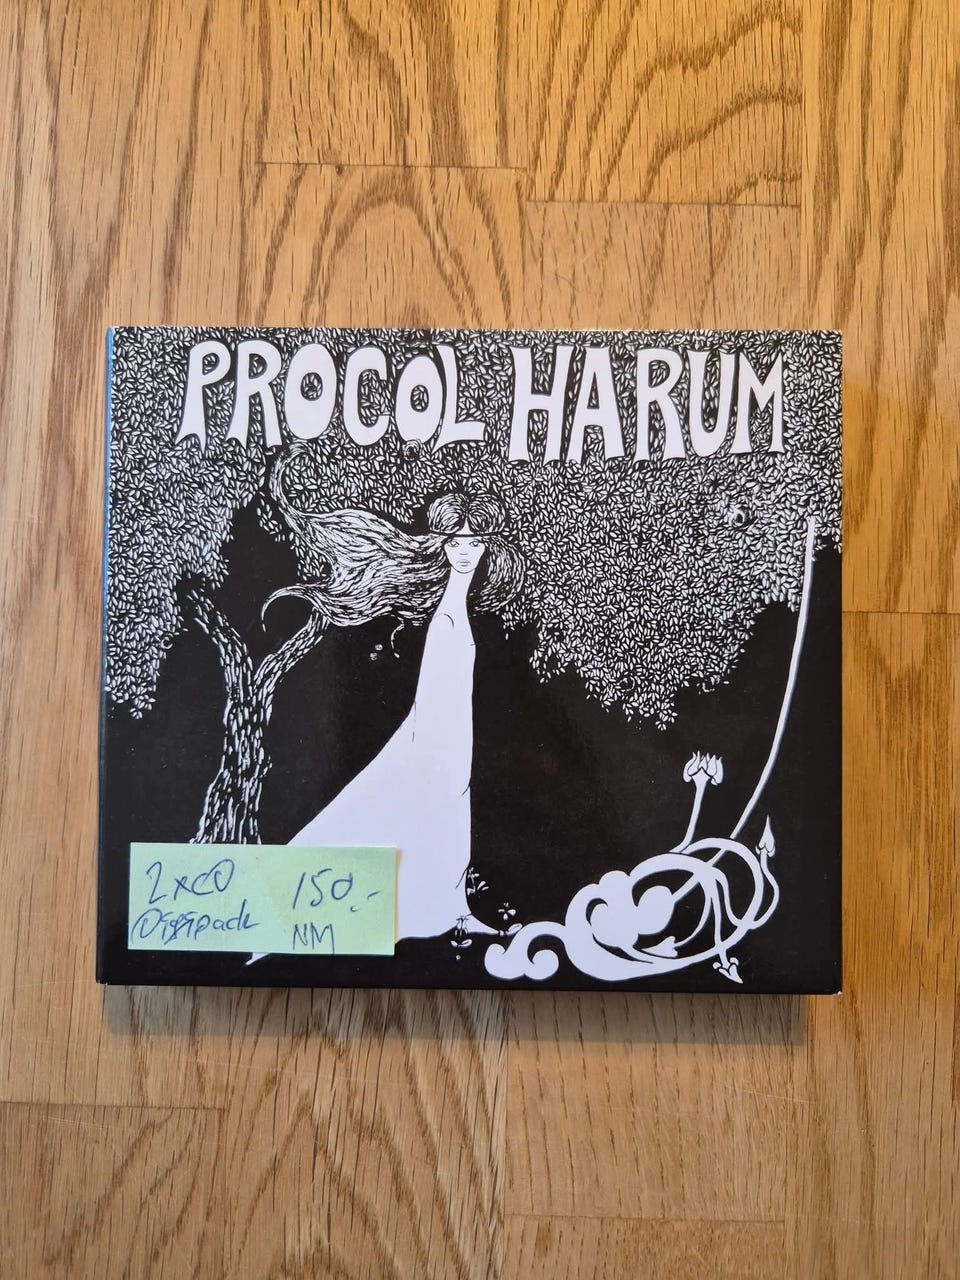 PROCOL HARUM
2xCD 150.-
Digipack NM